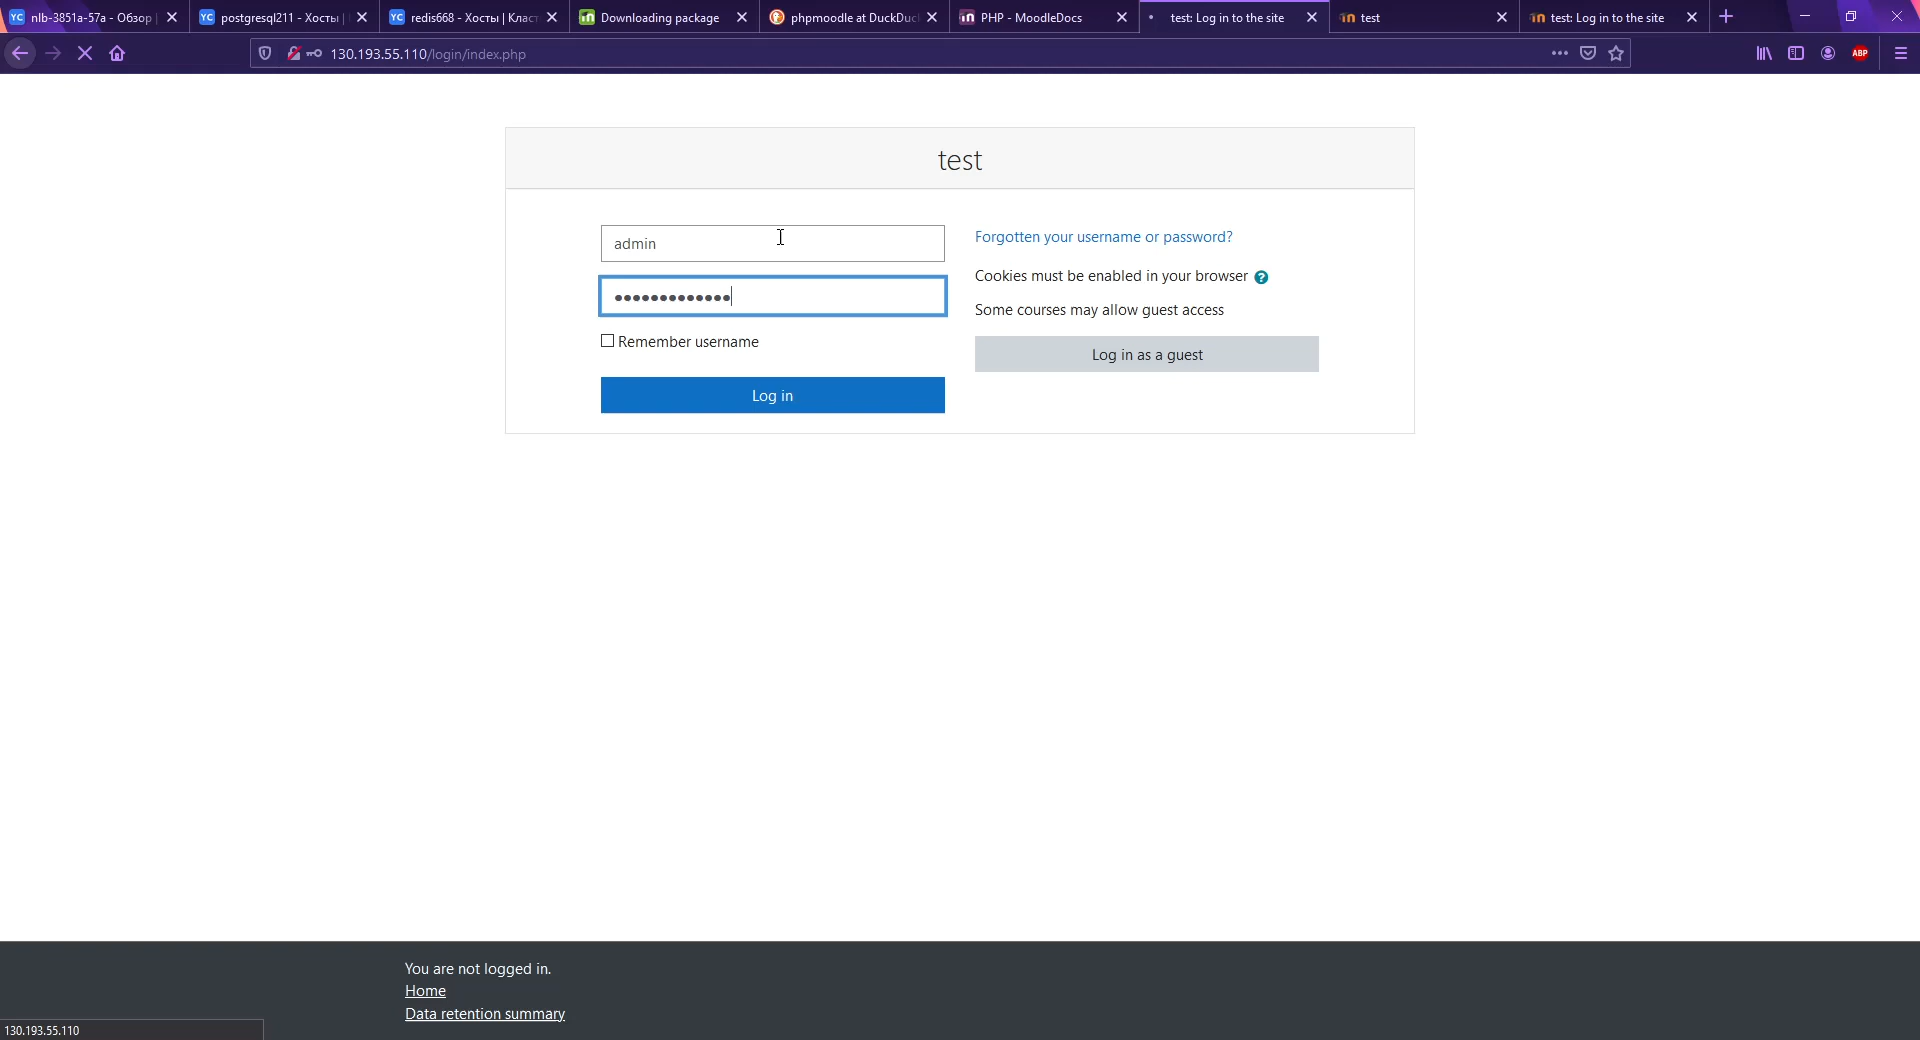 nlb-3851a-57a - Обзор
postgresql211 - Хосты |
redis668 - Хосты | Класт
Downloading package
phpmoodle at DuckDuc
PHP - MoodleDocs
test: Log in to the site
test
test: Log in to the site
130.193.55.110/login/index.php
ABP
test
admin
Remember username
Log in
Forgotten your username or password?
Cookies must be enabled in your browser
Some courses may allow guest access
Log in as a guest
You are not logged in.
Home
Data retention summary
130.193.55.110